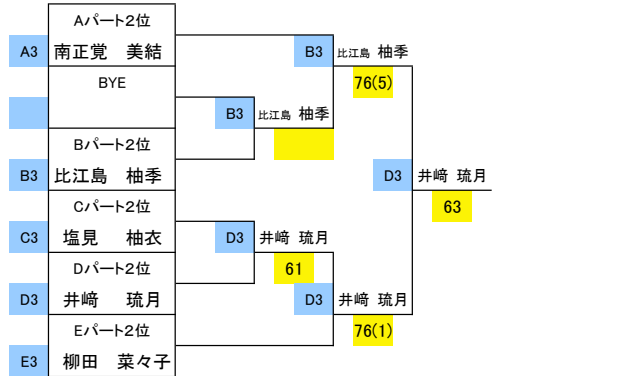 Aパート2位
A3 南正覚 美結
BYE
Bパート2位
B3 比江島 柚季
Cパート2位
C3 塩見 柚衣
Dパート2位
D3 井﨑 琉月
Eパート2位
E3 柳田 菜々子
B3 比江島 柚季
D3 井﨑 琉月
61
B3 比江島 柚季
76(5)
D3 井﨑 琉月
76(1)
D3 井﨑 琉月
63